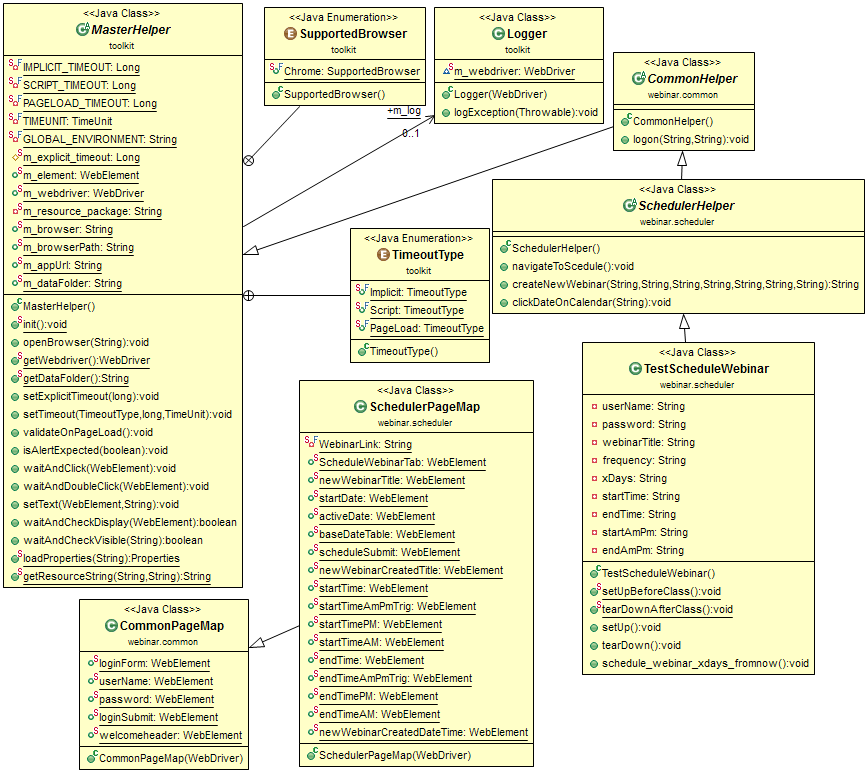 <<Java Class>>
MasterHelper
toolkit
IMPLICIT_TIMEOUT: Long
SCRIPT_TIMEOUT: Long
PAGELOAD_TIMEOUT: Long
TIMEUNIT: TimeUnit
GLOBAL_ENVIRONMENT: String
m_explicit_timeout: Long
m_element: WebElement
m_webdriver: WebDriver
m_resource_package: String
m_browser: String
m_browserPath: String
m_appUrl: String
m_dataFolder: String
MasterHelper()
init():void
openBrowser(String):void
getWebdriver():WebDriver
getDataFolder():String
setExplicitTimeout(long):void
setTimeout(TimeoutType,long,TimeUnit):void
validateOnPageLoad():void
isAlertExpected(boolean):void
waitAndClick(WebElement):void
waitAndDoubleClick(WebElement):void
setText(WebElement,String):void
waitAndCheckDisplay(WebElement):boolean
waitAndCheckVisible(String):boolean
loadProperties(String):Properties
getResourceString(String,String):String
<<Java Enumeration>>
SupportedBrowser
toolkit
Chrome: SupportedBrowser
SupportedBrowser()
+m_log
0..1
<<Java Class>>
Logger
toolkit
m_webdriver: WebDriver
Logger(WebDriver)
logException(Throwable):void
<<Java Class>>
CommonHelper
webinar.common
CommonHelper()
logon(String,String):void
<<Java Class>>
SchedulerHelper
webinar.scheduler
SchedulerHelper()
navigateToScedule():void
createNewWebinar(String,String,String,String,String,String):String
clickDateOnCalendar(String):void
<<Java Enumeration>>
TimeoutType
toolkit
Implicit: TimeoutType
Script: TimeoutType
PageLoad: TimeoutType
TimeoutType()
<<Java Class>>
TestScheduleWebinar
webinar.scheduler
userName: String
password: String
webinarTitle: String
frequency: String
xDays: String
startTime: String
endTime: String
startAmPm: String
endAmPm: String
TestScheduleWebinar()
setUpBeforeClass():void
tearDownAfterClass():void
setUp():void
tearDown():void
schedule_webinar_xdays_fromnow():void
<<Java Class>>
SchedulerPageMap
webinar.scheduler
WebinarLink: String
ScheduleWebinarTab: WebElement
newWebinarTitle: WebElement
startDate: WebElement
activeDate: WebElement
baseDateTable: WebElement
scheduleSubmit: WebElement
newWebinarCreatedTitle: WebElement
startTime: WebElement
startTimeAmPmTrig: WebElement
startTimePM: WebElement
startTimeAM: WebElement
endTime: WebElement
endTimeAmPmTrig: WebElement
endTimePM: WebElement
endTimeAM: WebElement
newWebinarCreatedDateTime: WebElement
SchedulerPageMap(WebDriver)
<<Java Class>>
CommonPageMap
webinar.common
loginForm: WebElement
userName: WebElement
password: WebElement
loginSubmit: WebElement
welcomeheader: WebElement
CommonPageMap(WebDriver)